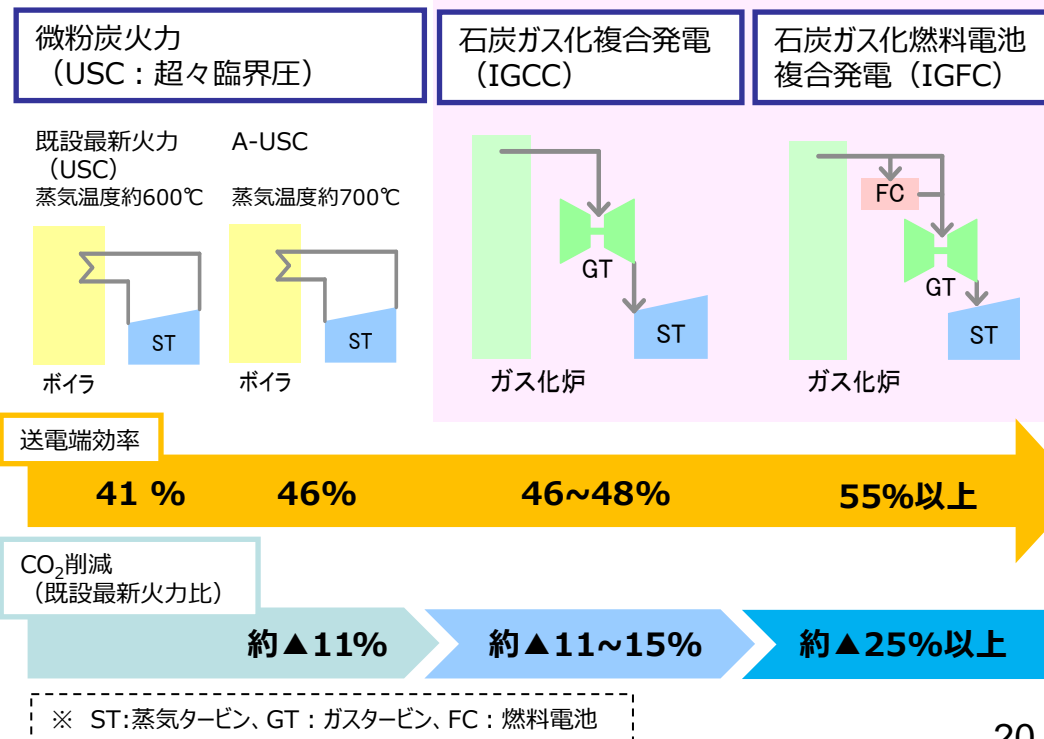 微粉炭火力
（USC：超々臨界圧）
石炭ガス化複合発電
（IGCC）
石炭ガス化燃料電池
複合発電（IGFC）
既設最新火力
（USC）
蒸気温度約600℃
A-USC
蒸気温度約700℃
ST
ボイラ
ST
ボイラ
GT
ST
ガス化炉
FC
GT
ST
ガス化炉
送電端効率
41 %
46%
46~48%
55%以上
CO₂削減
（既設最新火力比）
約▲11%
約▲11~15%
約▲25%以上
※ ST:蒸気タービン、GT：ガスタービン、FC：燃料電池
20